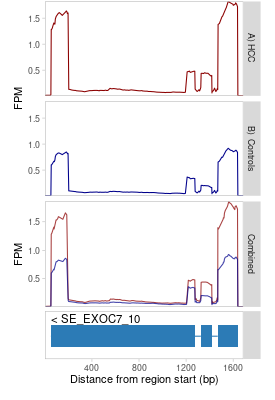 1.5
1.0
0.5
FPM
A) HCC
1.5
1.0
0.5
FPM
B) Controls
1.5
1.0
0.5
FPM
Combined
< SE_EXOC7_10
400 800 1200 1600
Distance from region start (bp)